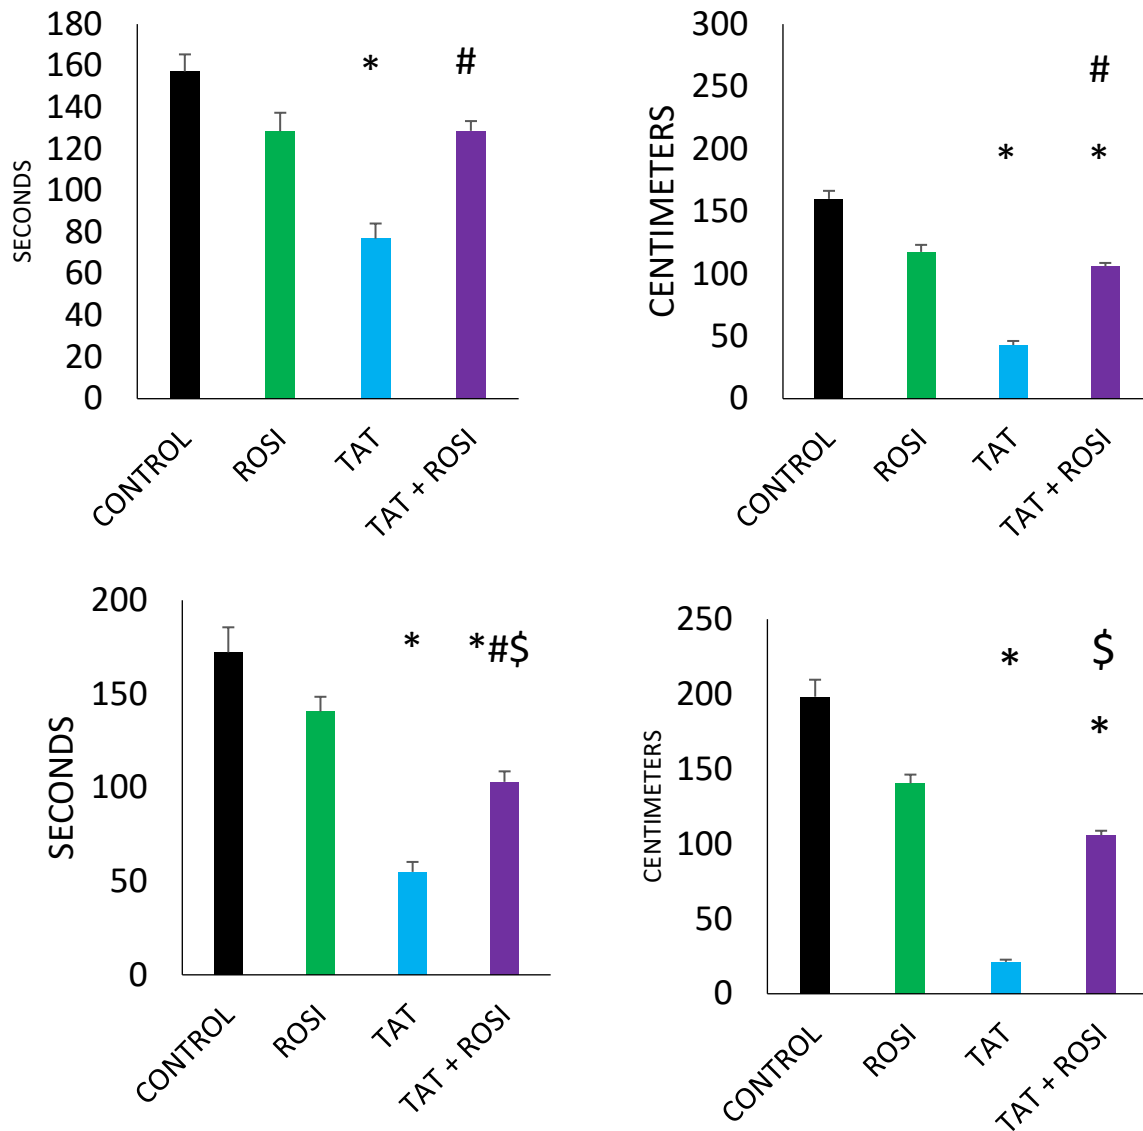 180
160
140
120
100
80
60
40
20
0
SECONDS
* #
CONTROL
ROSI
TAT
TAT + ROSI
300
250
200
150
100
50
0
CENTIMETERS
#
* *
CONTROL
ROSI
TAT
TAT + ROSI
200
150
100
50
0
SECONDS
* *#$
CONTROL
ROSI
TAT
TAT + ROSI
250
200
150
100
50
0
CENTIMETERS
* $
*
CONTROL
ROSI
TAT
TAT + ROSI